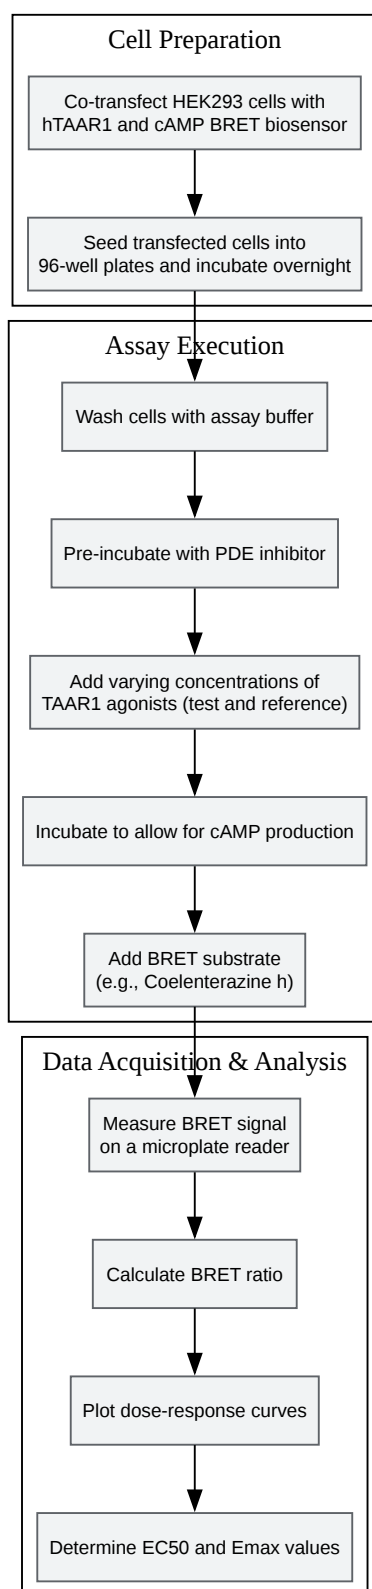 Cell Preparation
Co-transfect HEK293 cells with
hTAAR1 and cAMP BRET biosensor
Seed transfected cells into
96-well plates and incubate overnight
Assay Execution
Wash cells with assay buffer
Pre-incubate with PDE inhibitor
Add varying concentrations of
TAAR1 agonists (test and reference)
Incubate to allow for cAMP production
Add BRET substrate
(e.g., Coelenterazine h)
Data Acquisition & Analysis
Measure BRET signal
on a microplate reader
Calculate BRET ratio
Plot dose-response curves
Determine EC50 and Emax values